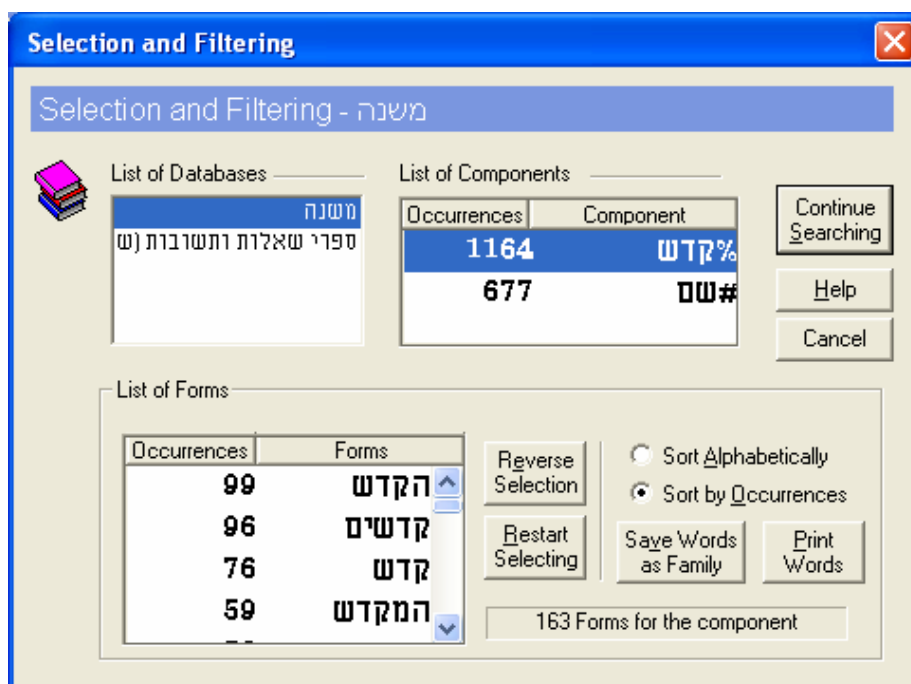 Selection and Filtering
Selection and Filtering - משנה
List of Databases
משנה
ספרי שאלות ותשובות (ש
List of Components
Occurrences Component
1164 %קדש
677 #שם
Continue Searching
Help
Cancel
List of Forms
Occurrences Forms
99 הקדש
96 קדשים
76 קדש
59 המקדש
Reverse Selection
Restart Selecting
Sort Alphabetically
Sort by Occurrences
Save Words as Family
Print Words
163 Forms for the component